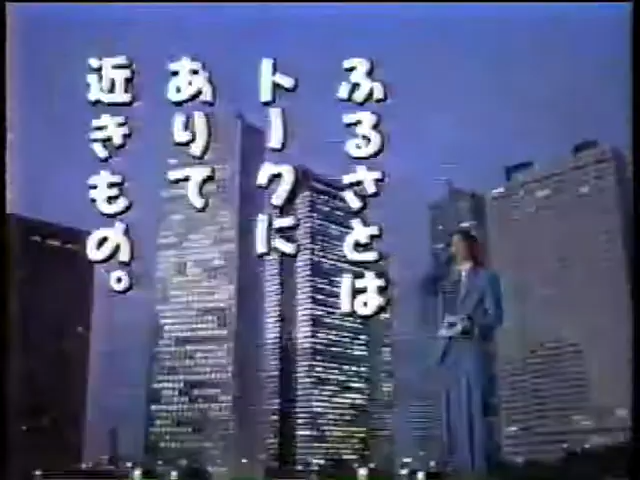 ふるさとは
トークに
ありて
近きもの。